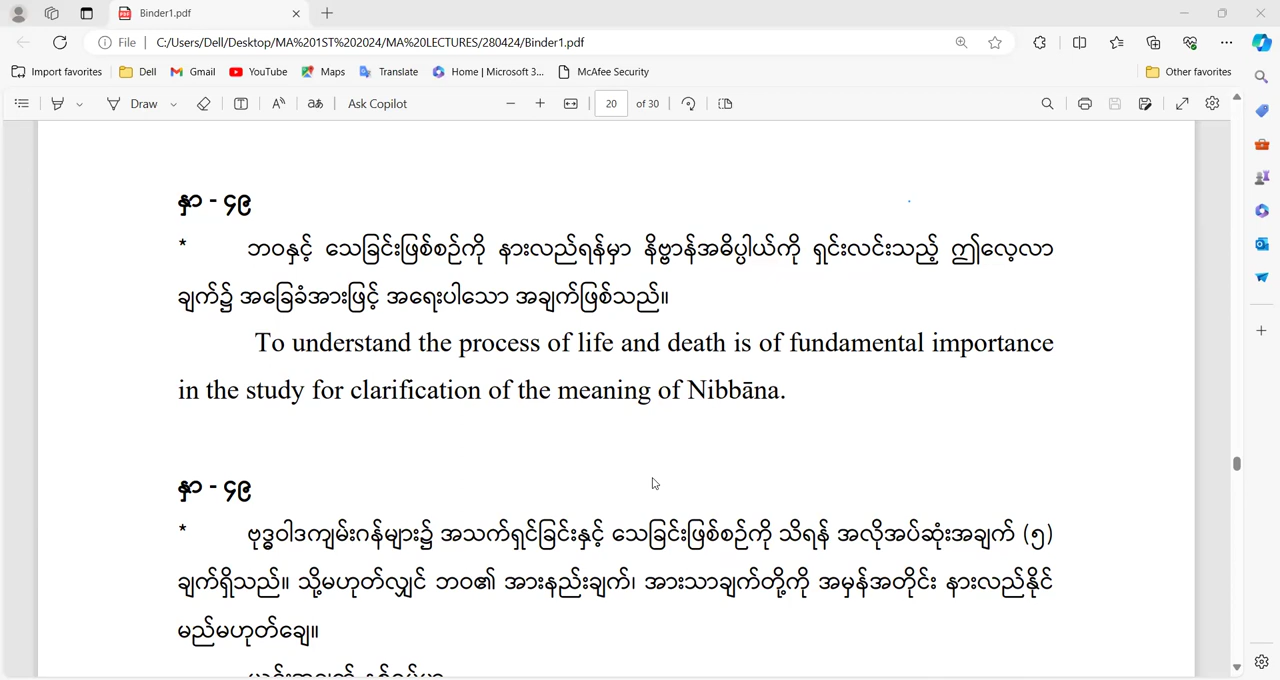 Binder1.pdf
File C:/Users/Dell/Desktop/MA%201ST%202024/MA%20LECTURES/280424/Binder1.pdf
Import favorites Dell Gmail YouTube Maps Translate Home | Microsoft 3... McAfee Security Other favorites
Draw Ask Copilot 20 of 30
နှာ - ၄၉
* ဘဝနှင့် သေခြင်းဖြစ်စဉ်ကို နားလည်ရန်မှာ နိဗ္ဗာန်အဓိပ္ပါယ်ကို ရှင်းလင်းသည့် ဤလေ့လာ
ချက်၌ အခြေခံအားဖြင့် အရေးပါသော အချက်ဖြစ်သည်။
To understand the process of life and death is of fundamental importance
in the study for clarification of the meaning of Nibbāna.
နှာ - ၄၉
* ဗုဒ္ဓဝါဒကျမ်းဂန်များ၌ အသက်ရှင်ခြင်းနှင့် သေခြင်းဖြစ်စဉ်ကို သိရန် အလိုအပ်ဆုံးအချက် (၅)
ချက်ရှိသည်။ သို့မဟုတ်လျှင် ဘဝ၏ အားနည်းချက်၊ အားသာချက်တို့ကို အမှန်အတိုင်း နားလည်နိုင်
မည်မဟုတ်ချေ။